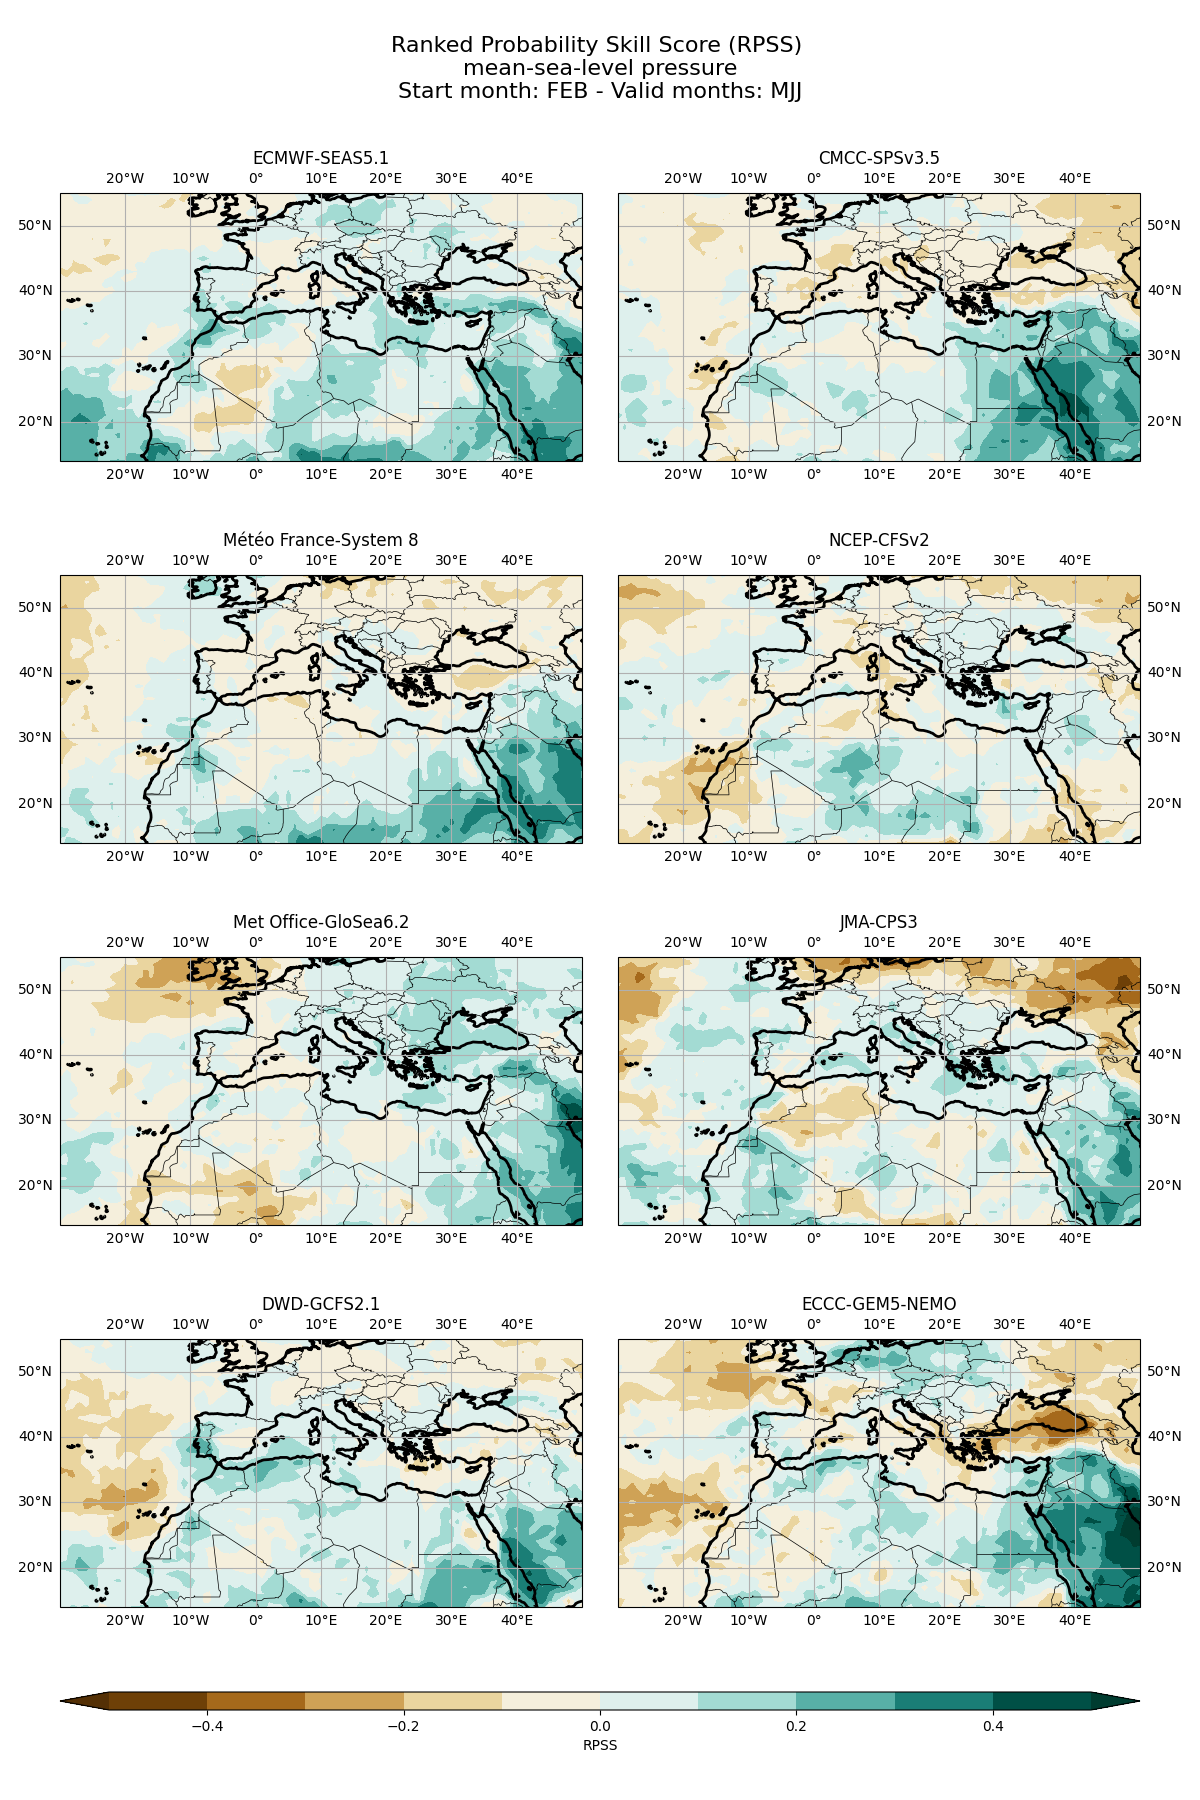 Ranked Probability Skill Score (RPSS)
mean-sea-level pressure
Start month: FEB - Valid months: MJJ
ECMWF-SEAS5.1
20°W 10°W 0° 10°E 20°E 30°E 40°E
50°N
40°N
30°N
20°N
20°W 10°W 0° 10°E 20°E 30°E 40°E
CMCC-SPSv3.5
20°W 10°W 0° 10°E 20°E 30°E 40°E
50°N
40°N
30°N
20°N
20°W 10°W 0° 10°E 20°E 30°E 40°E
Météo France-System 8
20°W 10°W 0° 10°E 20°E 30°E 40°E
50°N
40°N
30°N
20°N
20°W 10°W 0° 10°E 20°E 30°E 40°E
NCEP-CFSv2
20°W 10°W 0° 10°E 20°E 30°E 40°E
50°N
40°N
30°N
20°N
20°W 10°W 0° 10°E 20°E 30°E 40°E
Met Office-GloSea6.2
20°W 10°W 0° 10°E 20°E 30°E 40°E
50°N
40°N
30°N
20°N
20°W 10°W 0° 10°E 20°E 30°E 40°E
JMA-CPS3
20°W 10°W 0° 10°E 20°E 30°E 40°E
50°N
40°N
30°N
20°N
20°W 10°W 0° 10°E 20°E 30°E 40°E
DWD-GCFS2.1
20°W 10°W 0° 10°E 20°E 30°E 40°E
50°N
40°N
30°N
20°N
20°W 10°W 0° 10°E 20°E 30°E 40°E
ECCC-GEM5-NEMO
20°W 10°W 0° 10°E 20°E 30°E 40°E
50°N
40°N
30°N
20°N
20°W 10°W 0° 10°E 20°E 30°E 40°E
−0.4 −0.2 0.0 0.2 0.4
RPSS